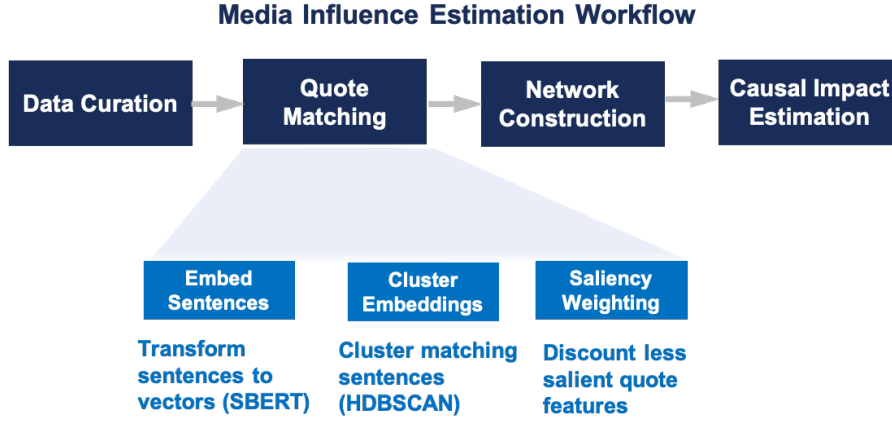 Media Influence Estimation Workflow
Data Curation
Quote
Matching
Network
Construction
Causal Impact
Estimation
Embed
Sentences
Cluster
Embeddings
Saliency
Weighting
Transform
sentences to
vectors (SBERT)
Cluster matching
sentences
(HDBSCAN)
Discount less
salient quote
features